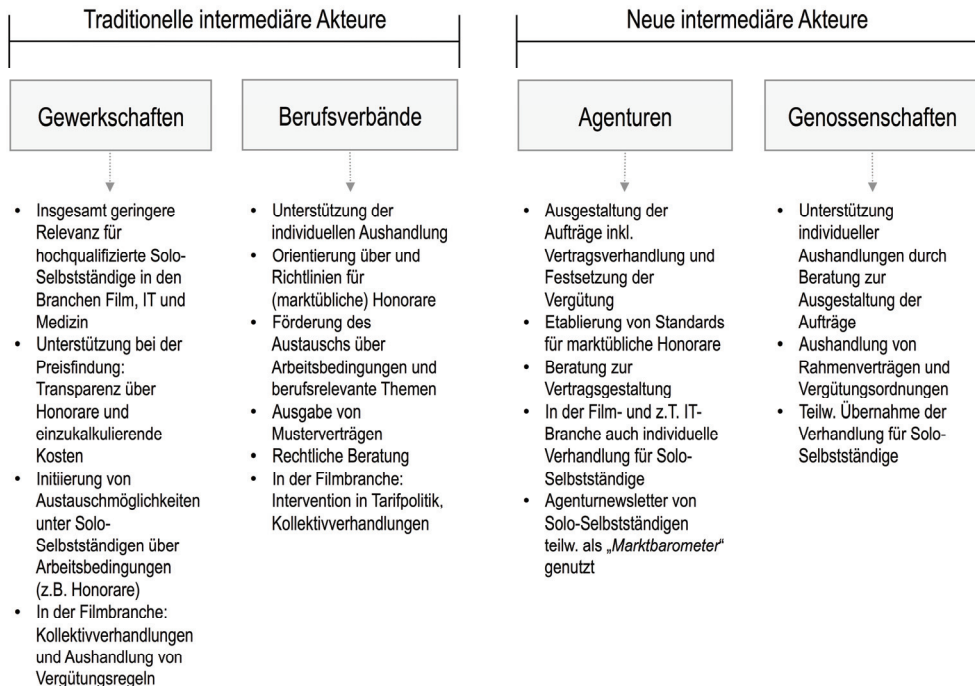 Traditionelle intermediäre Akteure
Neue intermediäre Akteure
Gewerkschaften
Berufsverbände
Agenturen
Genossenschaften
• Insgesamt geringere
Relevanz für
hochqualifizierte Solo-
Selbstständige in den
Branchen Film, IT und
Medizin
• Unterstützung bei der
Preisfindung:
Transparenz über
Honorare und
einzukalkulierende
Kosten
• Initiierung von
Austauschmöglichkeiten
unter Solo-
Selbstständigen über
Arbeitsbedingungen
(z.B. Honorare)
• In der Filmbranche:
Kollektivverhandlungen
und Aushandlung von
Vergütungsregeln
• Unterstützung der
individuellen Aushandlung
• Orientierung über und
Richtlinien für
(marktübliche) Honorare
• Förderung des
Austauschs über
Arbeitsbedingungen und
berufsrelevante Themen
• Ausgabe von
Musterverträgen
• Rechtliche Beratung
• In der Filmbranche:
Intervention in Tarifpolitik,
Kollektivverhandlungen
• Ausgestaltung der
Aufträge inkl.
Vertragsverhandlung und
Festsetzung der
Vergütung
• Etablierung von Standards
für marktübliche Honorare
• Beratung zur
Vertragsgestaltung
• In der Film- und z.T. IT-
Branche auch individuelle
Verhandlung für Solo-
Selbstständige
• Agenturnewsletter von
Solo-Selbstständigen
teilw. als „Marktbarometer“
genutzt
• Unterstützung
individueller
Aushandlungen durch
Beratung zur
Ausgestaltung der
Aufträge
• Aushandlung von
Rahmenverträgen und
Vergütungsordnungen
• Teilw. Übernahme der
Verhandlung für Solo-
Selbstständige